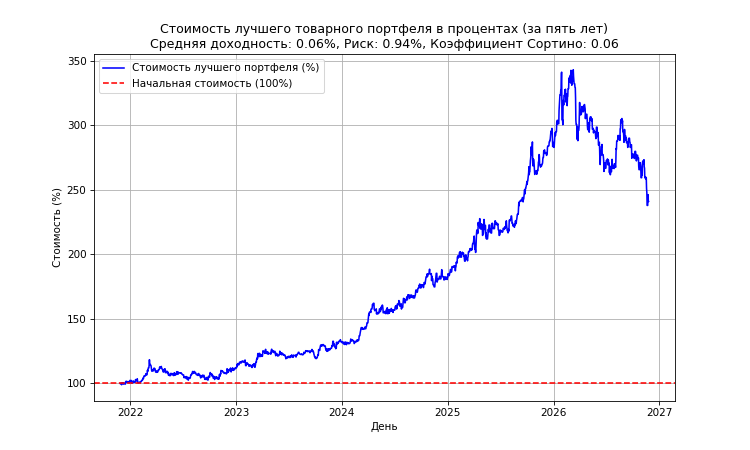 Стоимость лучшего товарного портфеля в процентах (за пять лет)
Средняя доходность: 0.06%, Риск: 0.94%, Коэффициент Сортино: 0.06
Стоимость лучшего портфеля (%)
Начальная стоимость (100%)
Стоимость (%)
350
300
250
200
150
100
2022
2023
2024
2025
2026
2027
День